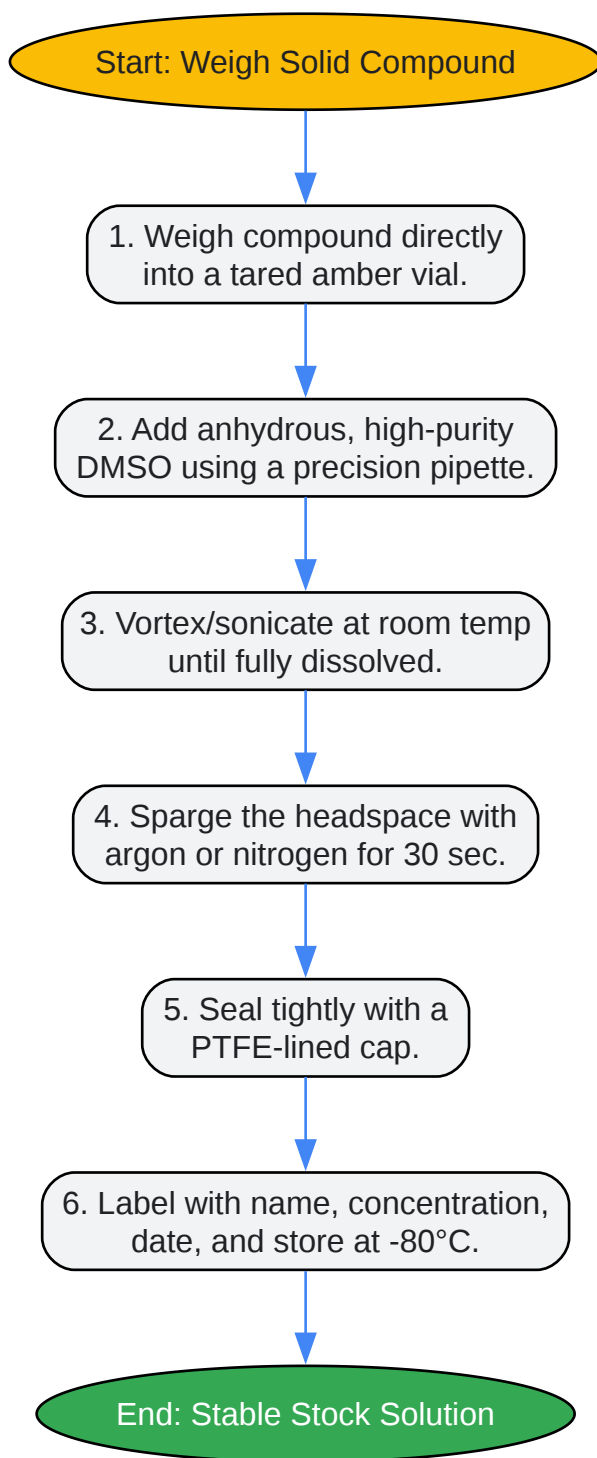 Start: Weigh Solid Compound
1. Weigh compound directly
into a tared amber vial.
2. Add anhydrous, high-purity
DMSO using a precision pipette.
3. Vortex/sonicate at room temp
until fully dissolved.
4. Sparge the headspace with
argon or nitrogen for 30 sec.
5. Seal tightly with a
PTFE-lined cap.
6. Label with name, concentration,
date, and store at -80°C.
End: Stable Stock Solution